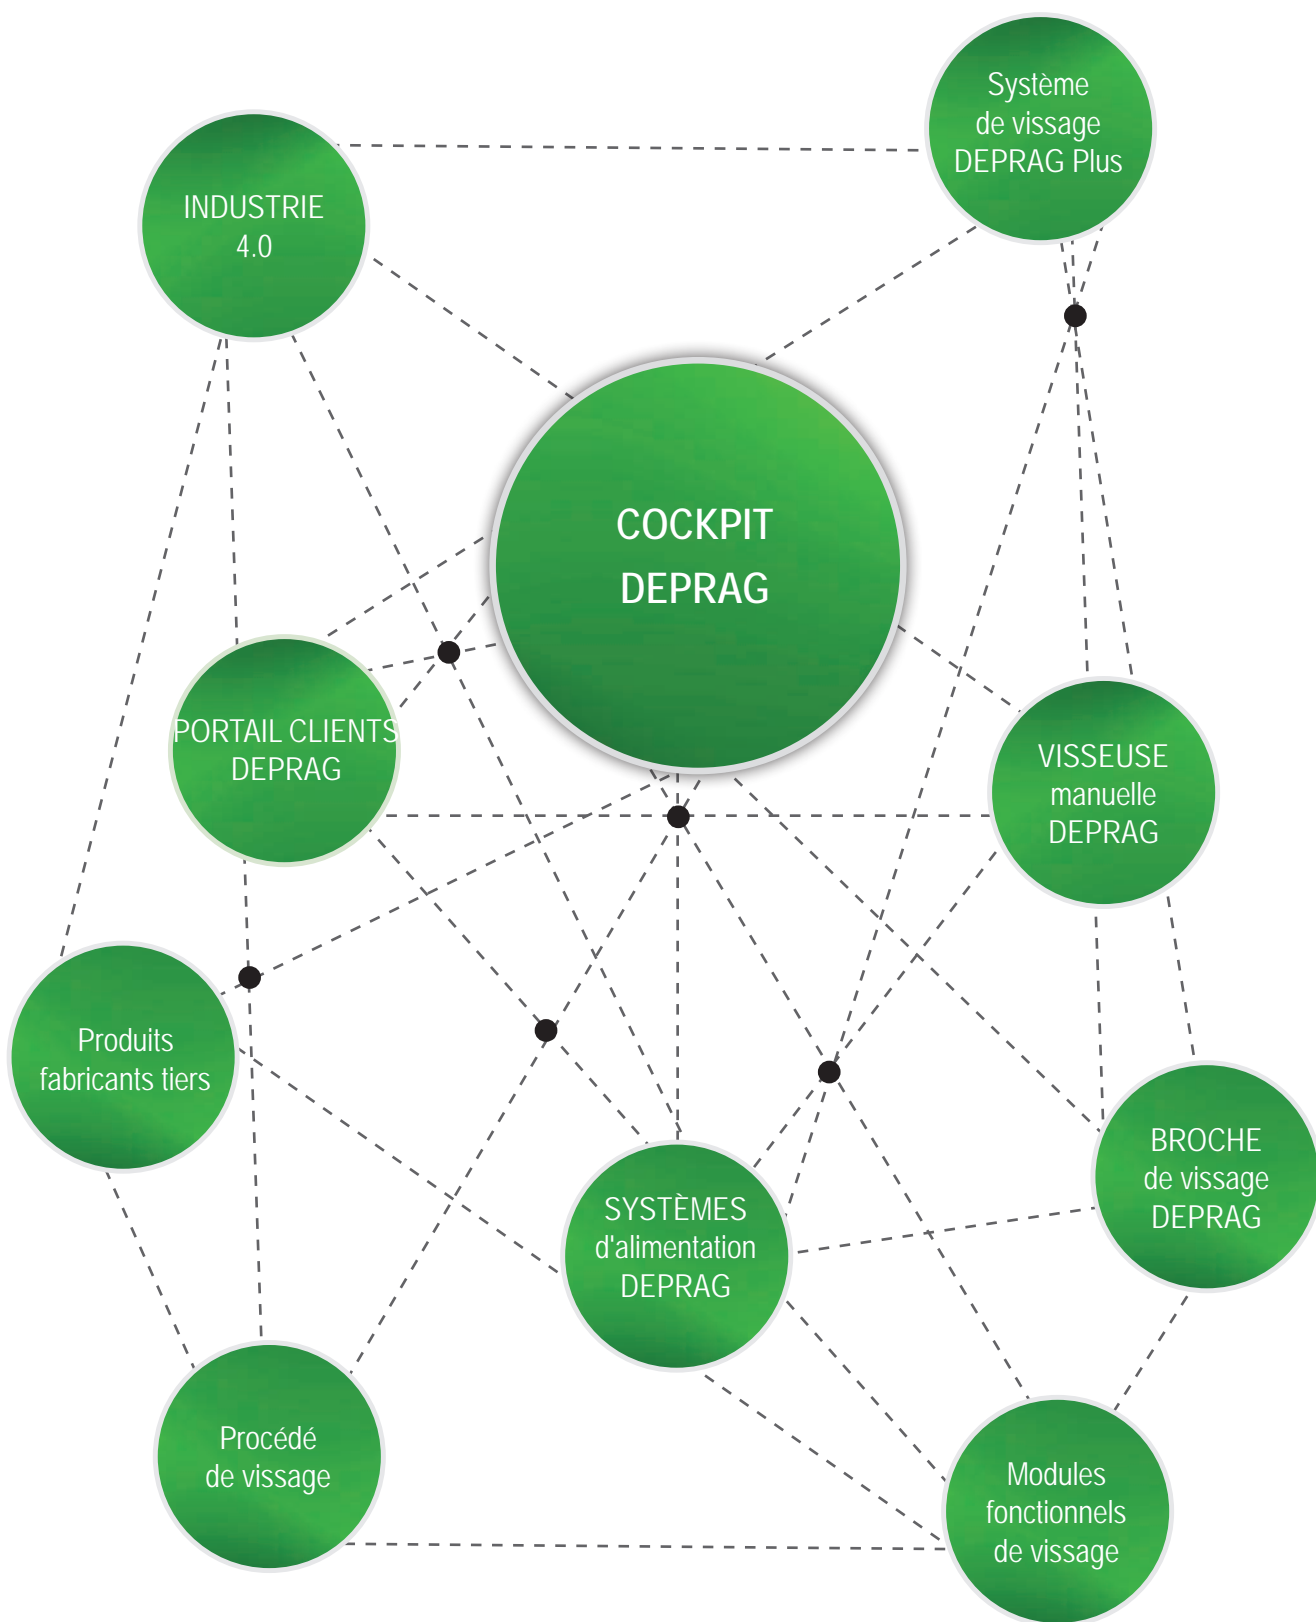 Système
de vissage
DEPRAG Plus
INDUSTRIE
4.0
COCKPIT
DEPRAG
PORTAIL CLIENTS
DEPRAG
VISSEUSE
manuelle
DEPRAG
Produits
fabricants tiers
BROCHE
de vissage
DEPRAG
SYSTÈMES
d'alimentation
DEPRAG
Procédé
de vissage
Modules
fonctionnels
de vissage